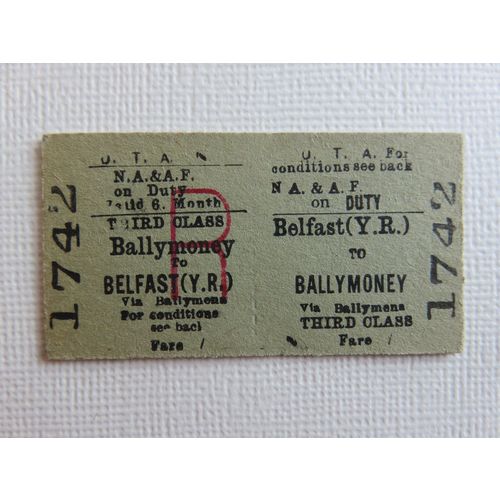 1742
U. T. A.
N. A. & A. F.
on Duty
Valid 6. Month
THIRD CLASS
Ballymoney
TO
BELFAST (Y.R.)
Via Ballymena
For conditions
see back
Fare /
R
U. T. A. For
conditions see back
N A. & A. F.
on DUTY
Belfast (Y.R.)
TO
BALLYMONEY
Via Ballymena
THIRD CLASS
Fare /
1742